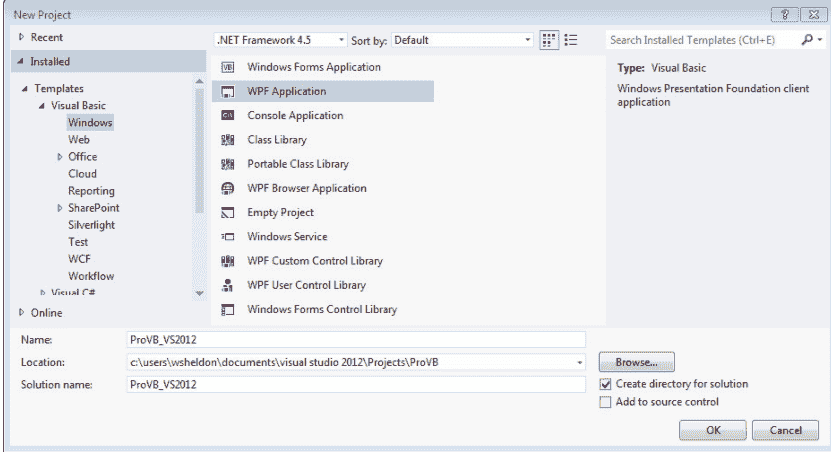 New Project
Recent
.NET Framework 4.5
Sort by: Default
Search Installed Templates (Ctrl+E)
Installed
Templates
Visual Basic
Windows
Web
Office
Cloud
Reporting
SharePoint
Silverlight
Test
WCF
Workflow
Visual C#
Online
VB Windows Forms Application
WPF Application
C:\ Console Application
Class Library
Portable Class Library
WPF Browser Application
Empty Project
Windows Service
WPF Custom Control Library
WPF User Control Library
Windows Forms Control Library
Type: Visual Basic
Windows Presentation Foundation client
application
Name: ProVB_VS2012
Location: c:\users\wsheldon\documents\visual studio 2012\Projects\ProVB
Browse...
Solution name: ProVB_VS2012
Create directory for solution
Add to source control
OK
Cancel